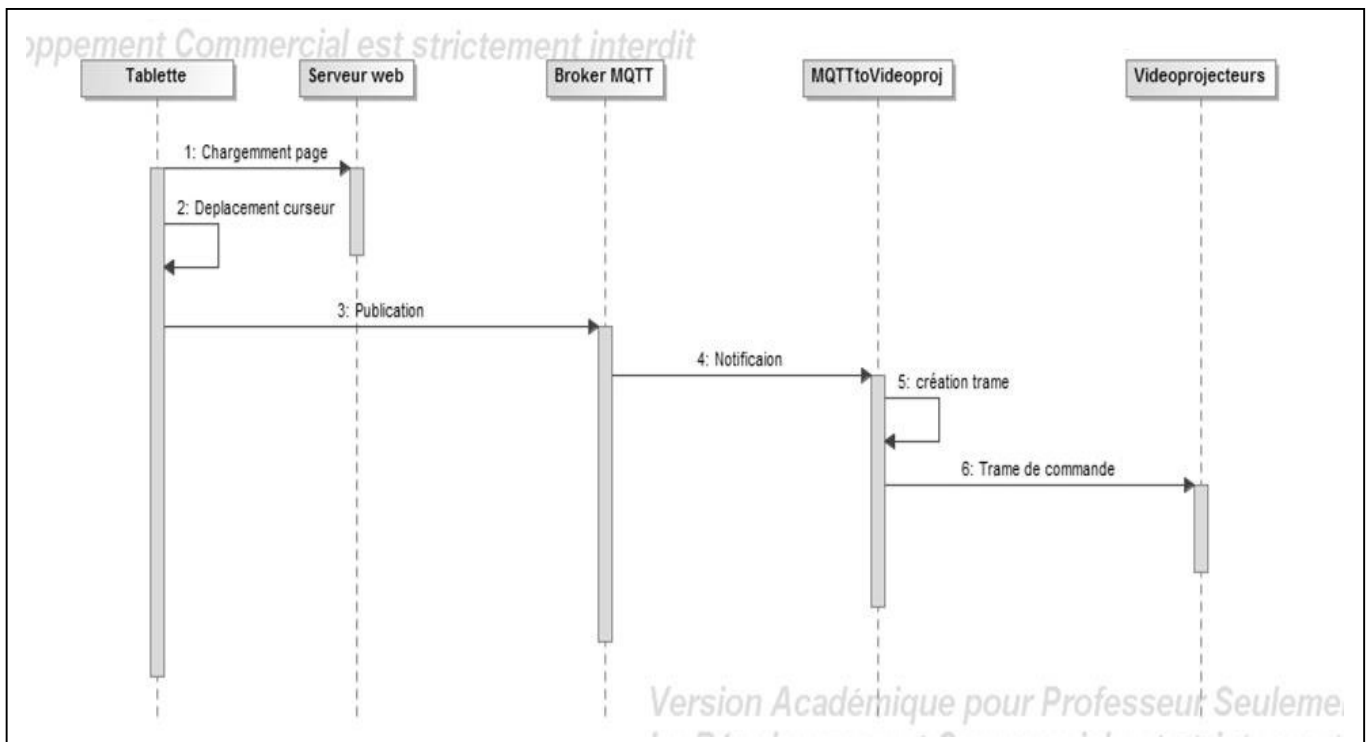 oppement Commercial est strictement interdit
Tablette
Serveur web
Broker MQTT
MQTTtoVideoproj
Videoprojecteurs
1: Chargemment page
2: Deplacement curseur
3: Publication
4: Notificaion
5: création trame
6: Trame de commande
Version Académique pour Professeur Seuleme